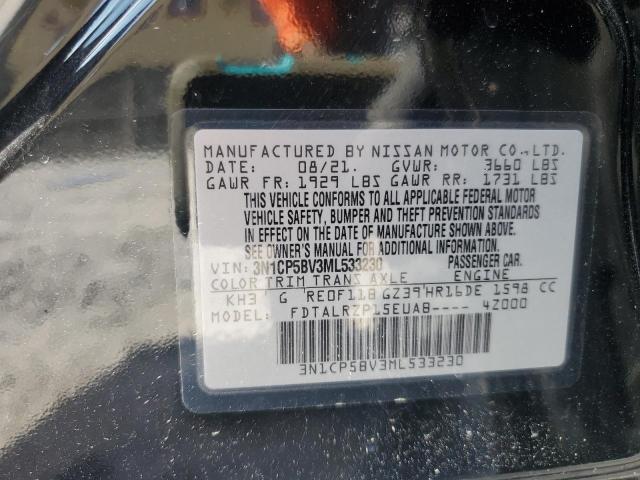 MANUFACTURED BY NISSAN MOTOR CO.,LTD.
DATE: 08/21. GVWR: 3660 LBS
GAWR FR: 1929 LBS GAWR RR: 1731 LBS
THIS VEHICLE CONFORMS TO ALL APPLICABLE FEDERAL MOTOR
VEHICLE SAFETY, BUMPER AND THEFT PREVENTION STANDARDS
IN EFFECT ON THE DATE OF MANUFACTURE SHOWN ABOVE.
SEE OWNER'S MANUAL FOR ADDITIONAL INFORMATION.
VIN: 3N1CP5BV3ML533230 PASSENGER CAR.
COLOR TRIM TRANS AXLE ENGINE
KH3 G RE0F11B GZ39 HR16DE 1598 CC
FDTALRZP15EUAB---- 4Z000
3N1CP5BV3ML533230